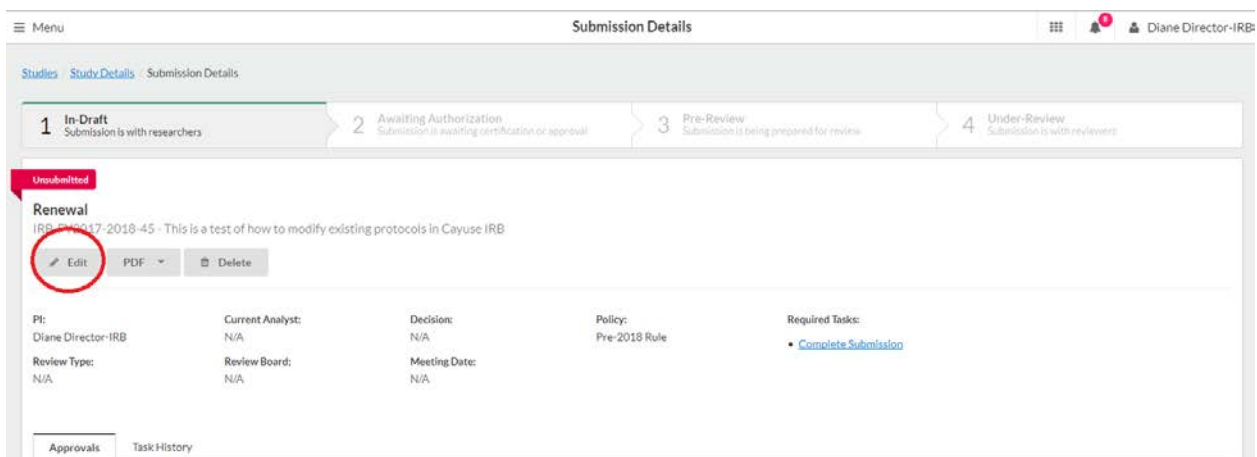 Menu Submission Details Diane Director-IRB
Studies / Study Details / Submission Details
1 In-Draft
Submission is with researchers
2 Awaiting Authorization
Submission is awaiting certification or approval
3 Pre-Review
Submission is being prepared for review
4 Under-Review
Submission is with reviewers
Unsubmitted
Renewal
IRB-FY2017-2018-45 - This is a test of how to modify existing protocols in Cayuse IRB
Edit PDF Delete
PI: Current Analyst: Decision: Policy: Required Tasks:
Diane Director-IRB N/A N/A Pre-2018 Rule • Complete Submission
Review Type: Review Board: Meeting Date:
N/A N/A N/A
Approvals Task History